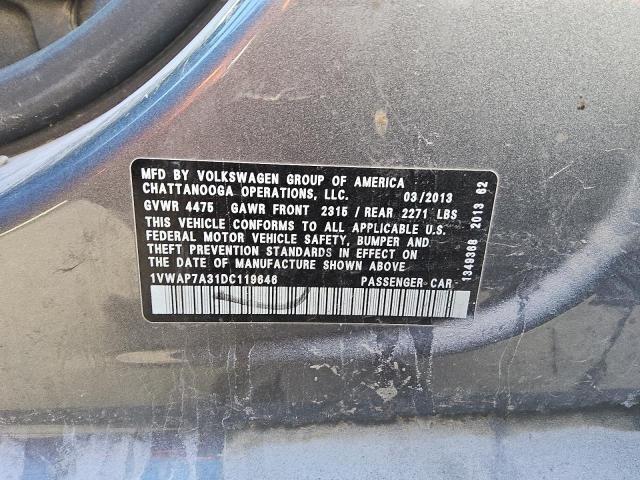 MFD BY VOLKSWAGEN GROUP OF AMERICA
CHATTANOOGA OPERATIONS, LLC. 03/2013
GVWR 4475 GAWR FRONT 2315 / REAR 2271 LBS
THIS VEHICLE CONFORMS TO ALL APPLICABLE U.S.
FEDERAL MOTOR VEHICLE SAFETY, BUMPER AND
THEFT PREVENTION STANDARDS IN EFFECT ON
THE DATE OF MANUFACTURE SHOWN ABOVE
1VWAP7A31DC119646 PASSENGER CAR
1349368 2013 62